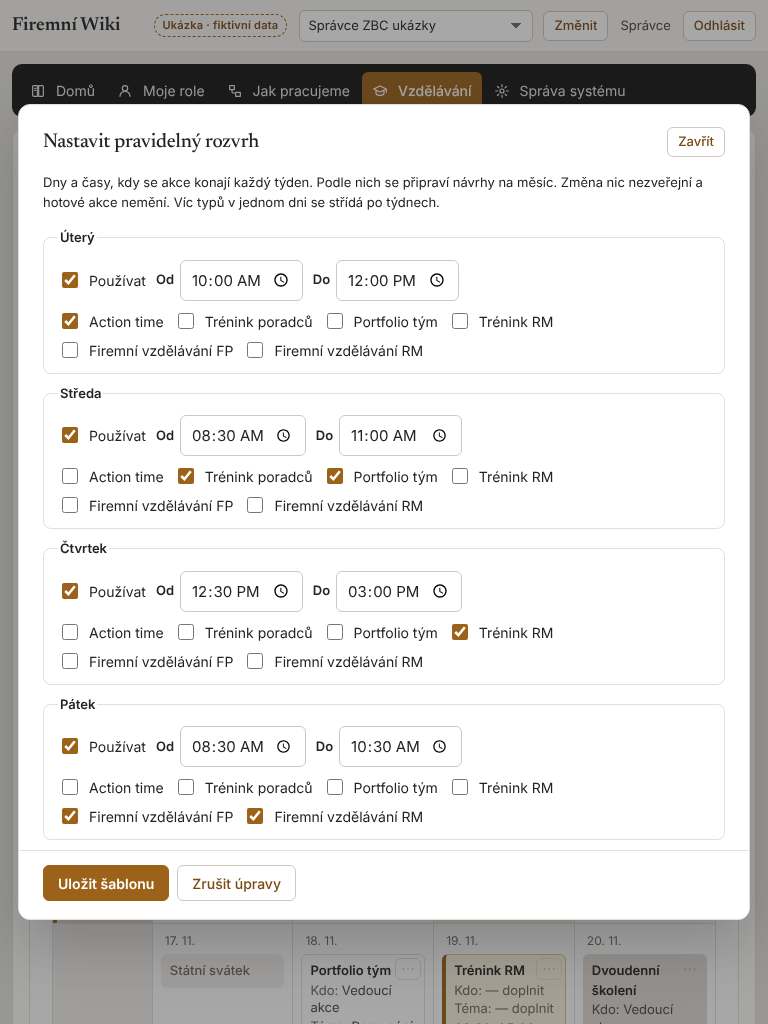 Firemní Wiki Ukázka · fiktivní data Správce ZBC ukázky Změnit Správce Odhlásit
Domů Moje role Jak pracujeme Vzdělávání Správa systému
Nastavit pravidelný rozvrh Zavřít
Dny a časy, kdy se akce konají každý týden. Podle nich se připraví návrhy na měsíc. Změna nic nezveřejní a
hotové akce nemění. Víc typů v jednom dni se střídá po týdnech.
Úterý
Používat Od 10:00 AM Do 12:00 PM
Action time Trénink poradců Portfolio tým Trénink RM
Firemní vzdělávání FP Firemní vzdělávání RM
Středa
Používat Od 08:30 AM Do 11:00 AM
Action time Trénink poradců Portfolio tým Trénink RM
Firemní vzdělávání FP Firemní vzdělávání RM
Čtvrtek
Používat Od 12:30 PM Do 03:00 PM
Action time Trénink poradců Portfolio tým Trénink RM
Firemní vzdělávání FP Firemní vzdělávání RM
Pátek
Používat Od 08:30 AM Do 10:30 AM
Action time Trénink poradců Portfolio tým Trénink RM
Firemní vzdělávání FP Firemní vzdělávání RM
Uložit šablonu Zrušit úpravy
17. 11. 18. 11. 19. 11. 20. 11.
Státní svátek Portfolio tým ··· Trénink RM ··· Dvoudenní ···
školení
Kdo: Vedoucí Kdo: — doplnit
akce Téma: — doplnit Kdo: Vedoucí